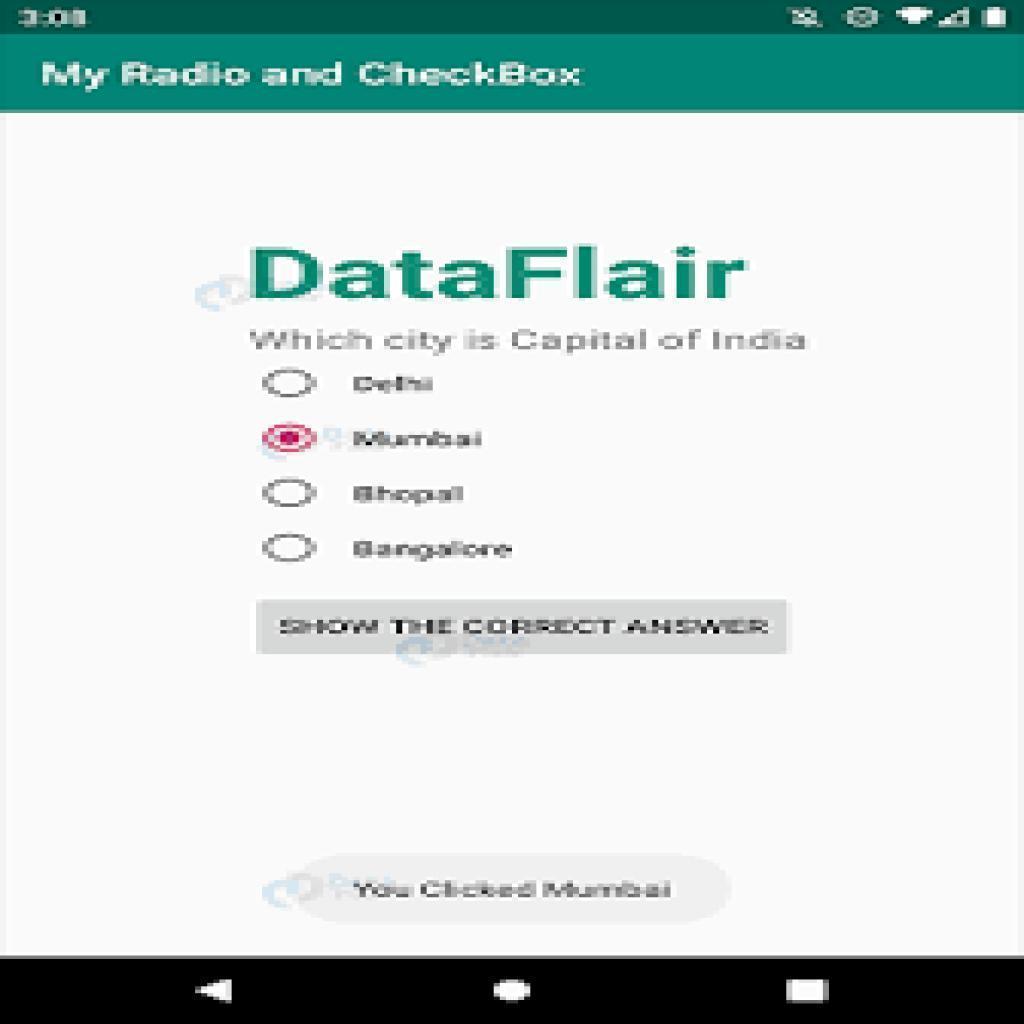 3:08
My Radio and CheckBox
DataFlair
Which city is Capital of India
Delhi
Mumbai
Bhopal
Bangalore
SHOW THE CORRECT ANSWER
You Clicked Mumbai